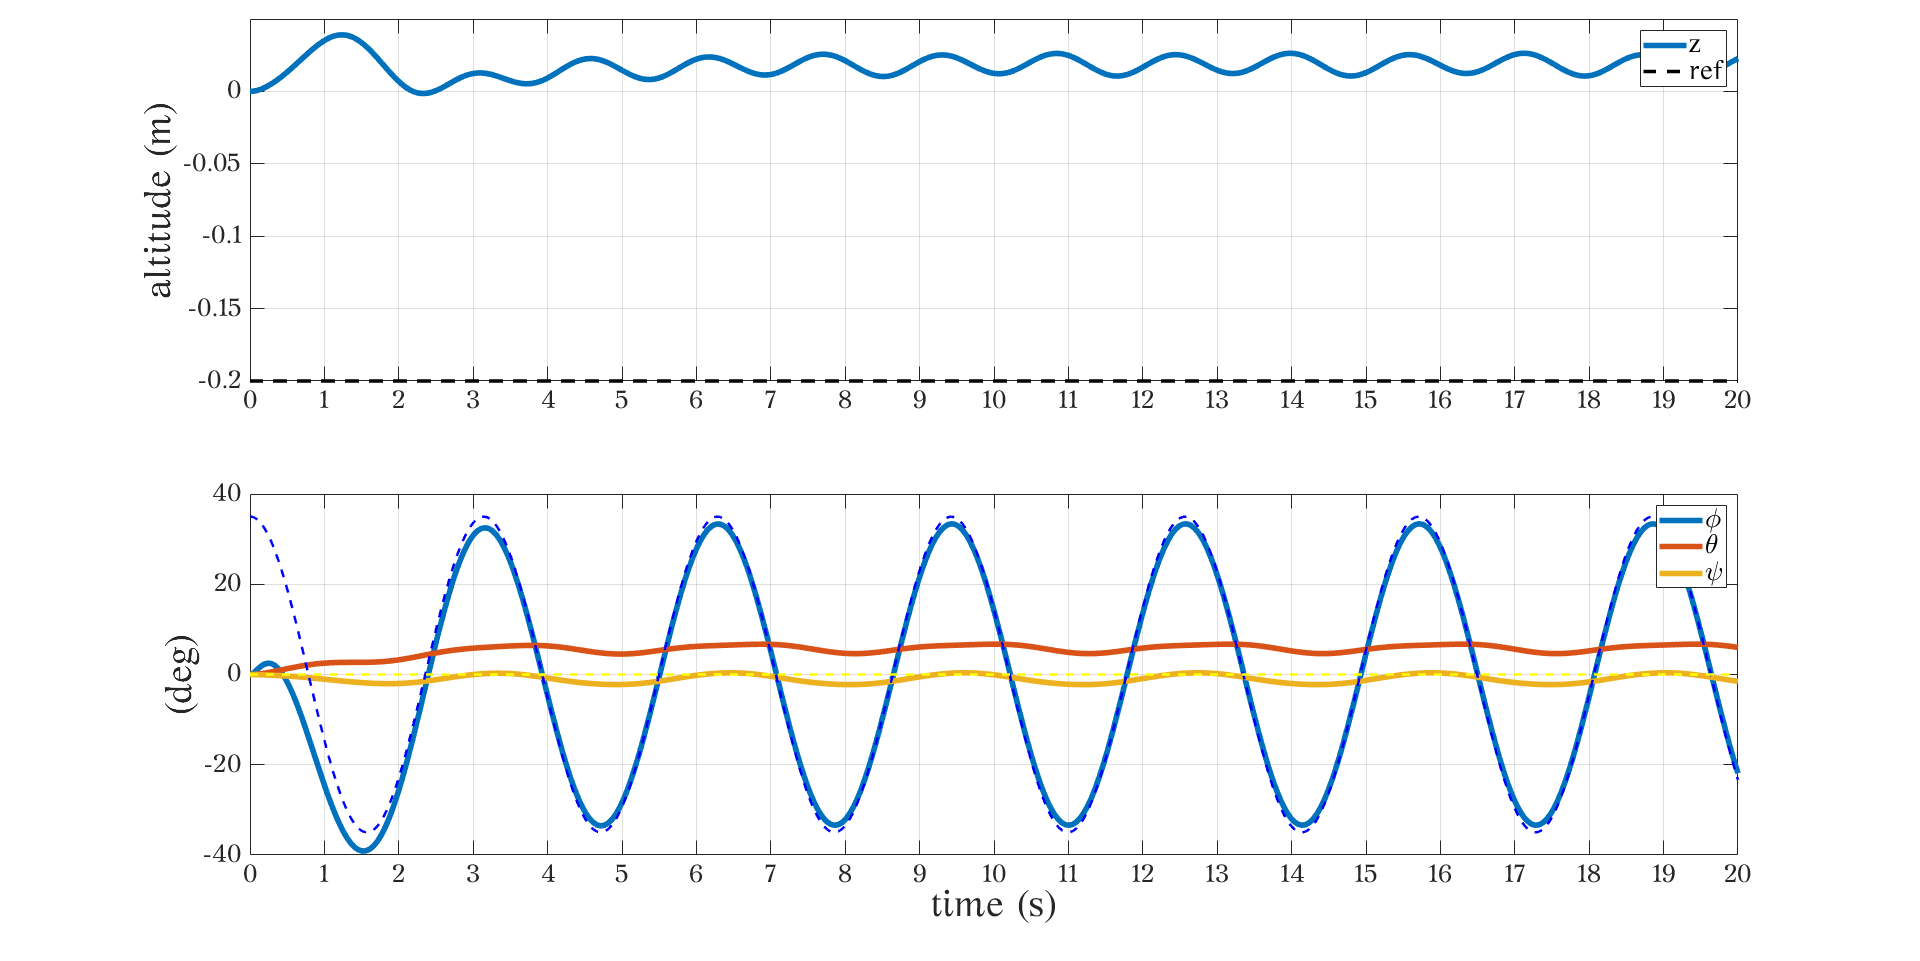 altitude (m)
0
-0.05
-0.1
-0.15
-0.2
z
ref
0 1 2 3 4 5 6 7 8 9 10 11 12 13 14 15 16 17 18 19 20
(deg)
40
20
0
-20
-40
ϕ
θ
ψ
0 1 2 3 4 5 6 7 8 9 10 11 12 13 14 15 16 17 18 19 20
time (s)